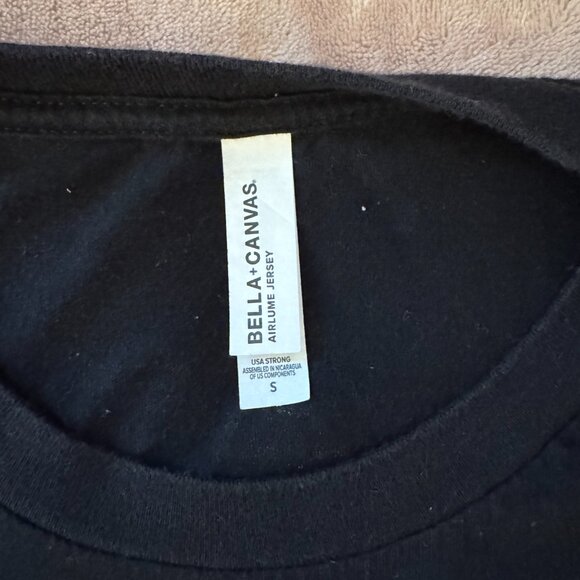 BELLA+CANVAS®
AIRLUME JERSEY
USA STRONG
ASSEMBLED IN NICARAGUA
OF US COMPONENTS
S